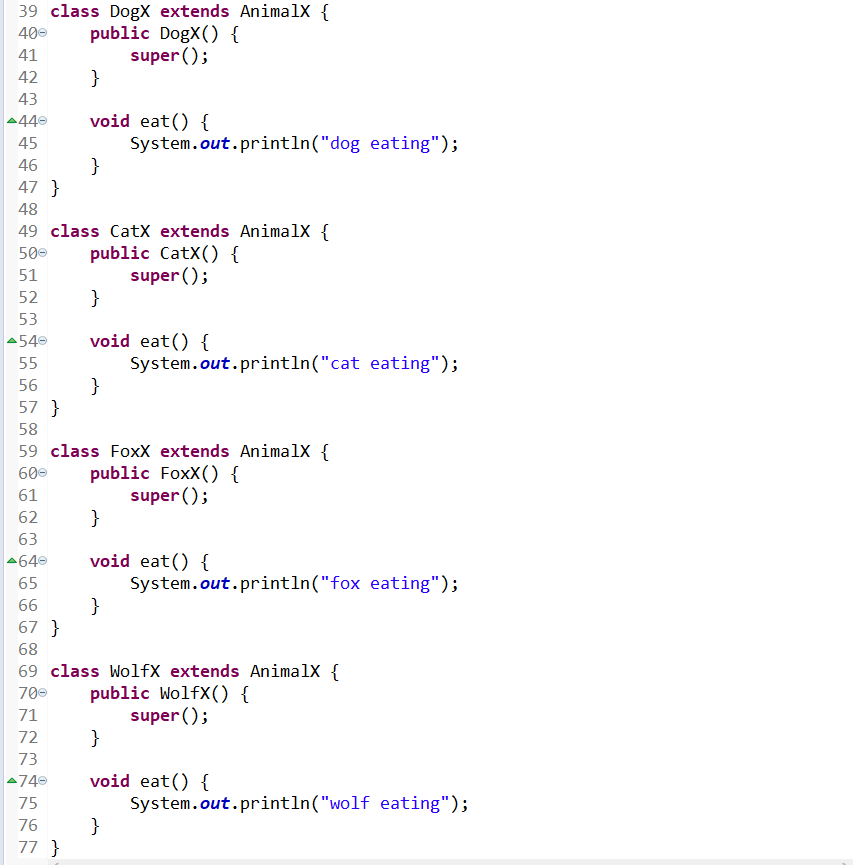 39 class DogX extends AnimalX {
40 public DogX() {
41 super();
42 }
43
44 void eat() {
45 System.out.println("dog eating");
46 }
47 }
48
49 class CatX extends AnimalX {
50 public CatX() {
51 super();
52 }
53
54 void eat() {
55 System.out.println("cat eating");
56 }
57 }
58
59 class FoxX extends AnimalX {
60 public FoxX() {
61 super();
62 }
63
64 void eat() {
65 System.out.println("fox eating");
66 }
67 }
68
69 class WolfX extends AnimalX {
70 public WolfX() {
71 super();
72 }
73
74 void eat() {
75 System.out.println("wolf eating");
76 }
77 }